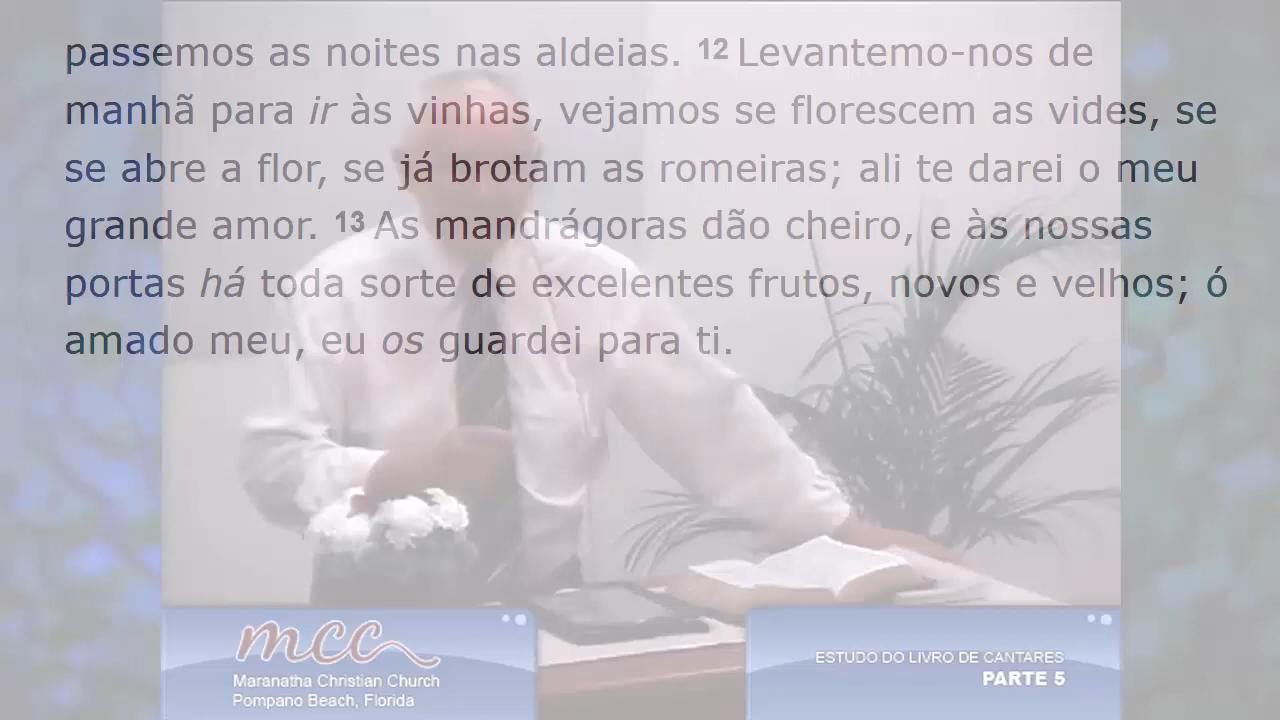 passemos as noites nas aldeias. 12 Levantemo-nos de
manhã para ir às vinhas, vejamos se florescem as vides, se
se abre a flor, se já brotam as romeiras; ali te darei o meu
grande amor. 13 As mandrágoras dão cheiro, e às nossas
portas há toda sorte de excelentes frutos, novos e velhos; ó
amado meu, eu os guardei para ti.
mcc
Maranatha Christian Church
Pompano Beach, Florida
ESTUDO DO LIVRO DE CANTARES
PARTE 5